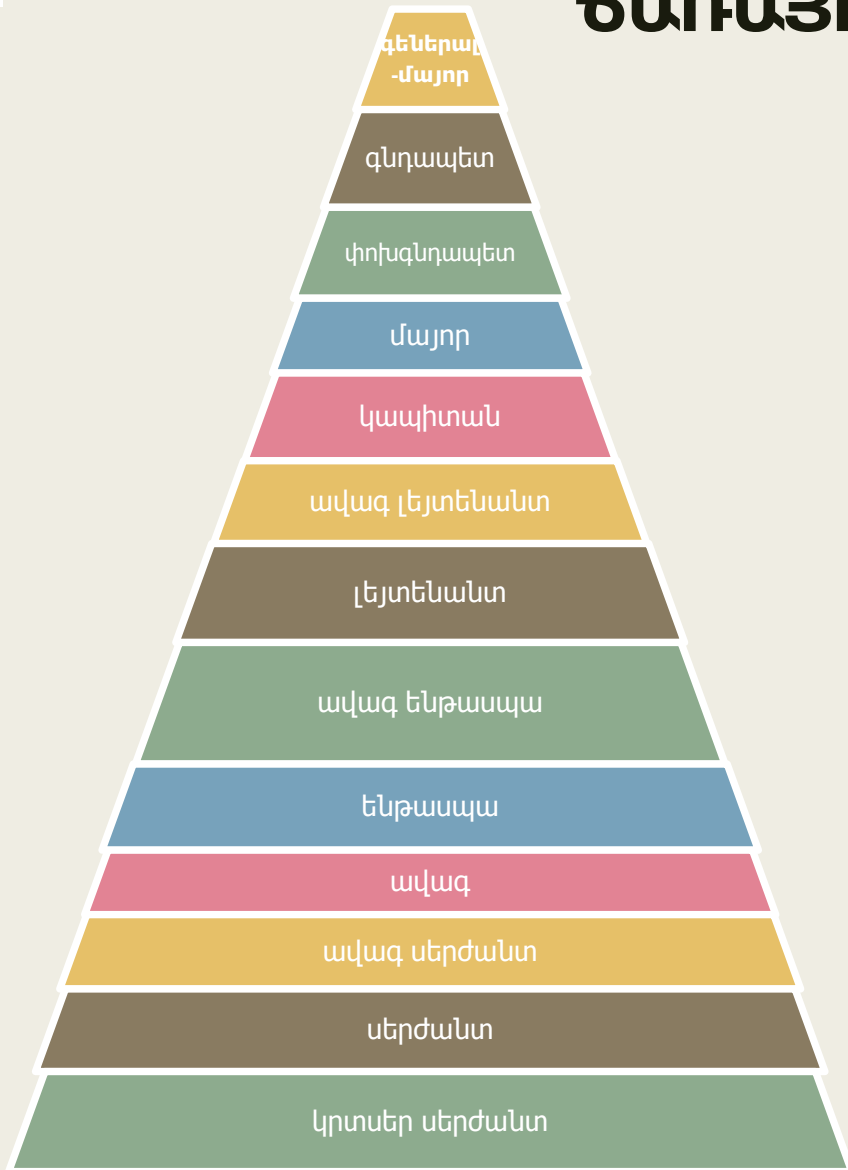 գեներալ
-մայոր
գնդապետ
փոխգնդապետ
մայոր
կապիտան
ավագ լեյտենանտ
լեյտենանտ
ավագ ենթասպա
ենթասպա
ավագ
ավագ սերժանտ
սերժանտ
կրտսեր սերժանտ